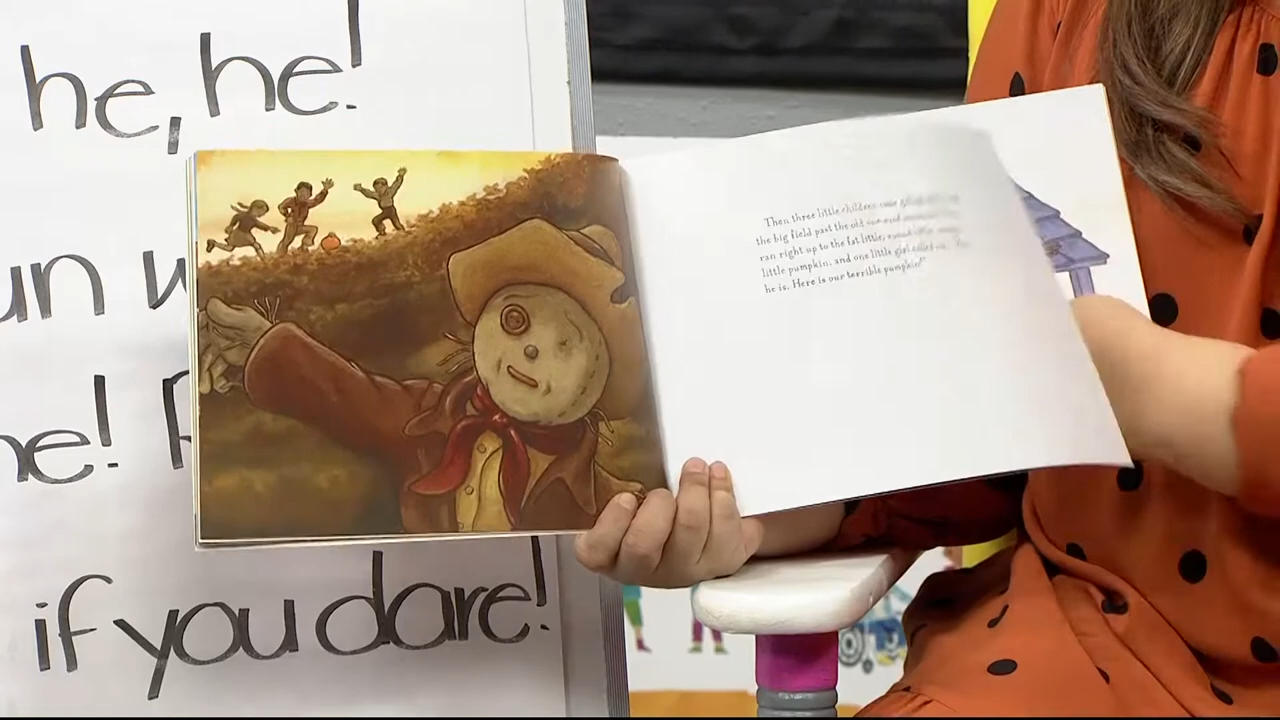 he, he!
un w
he! R
if you dare!
Then three little children came
the big field past the old
ran right up to the fat little,
little pumpkin, and one little girl called out,
he is. Here is our terrible pumpkin!"